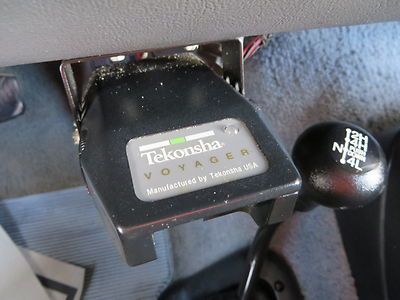 Tekonsha
VOYAGER
Manufactured by Tekonsha USA
N